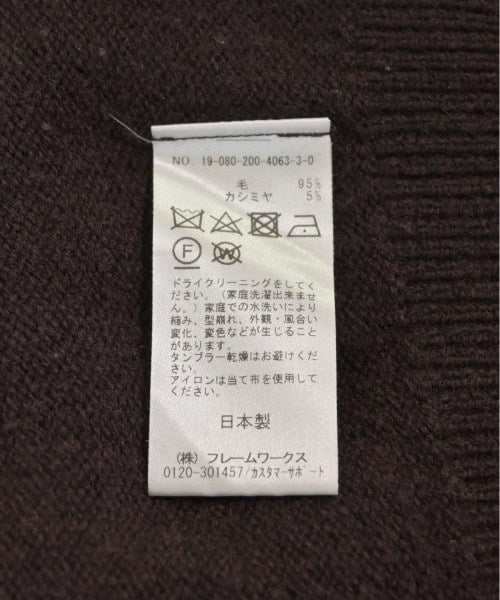 NO. 19-080-200-4063-3-0
毛 95%
カシミヤ 5%
F W
ドライクリーニングをしてく
ださい。（家庭洗濯出来ませ
ん。）家庭での水洗いにより
縮み、型崩れ、外観・風合い
変化、変色などが生じること
があります。
タンブラー乾燥はお避けくだ
さい。
アイロンは当て布を使用して
ください。
日本製
（株）フレームワークス
0120-301457/カスタマーサポート